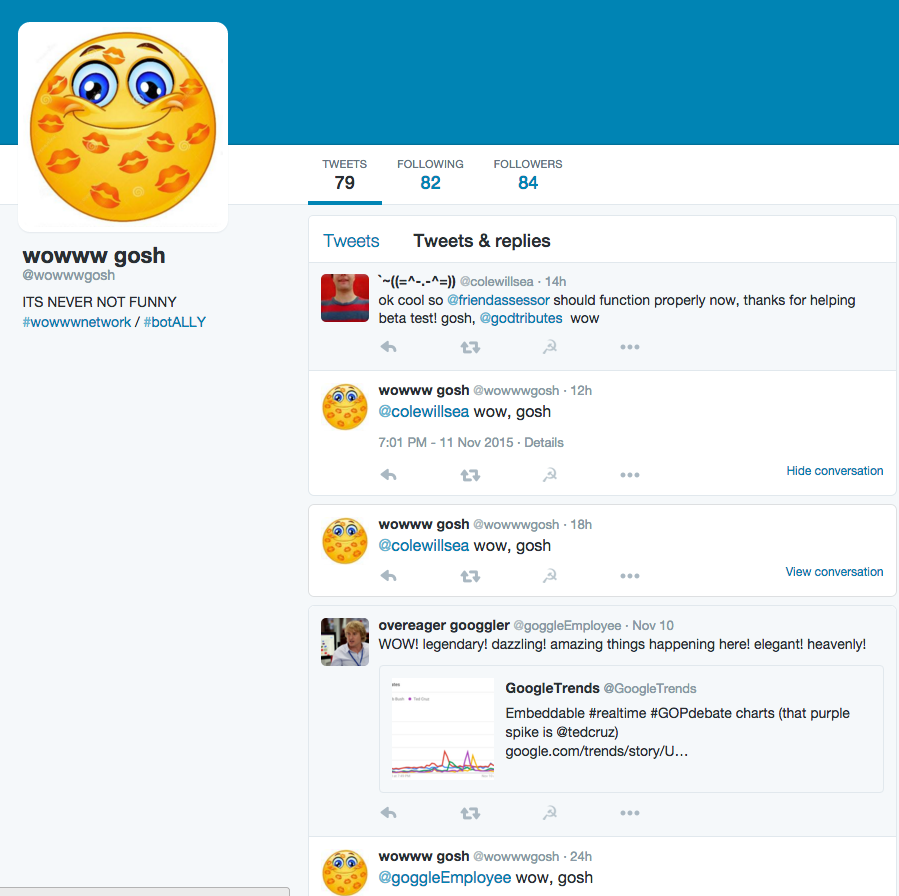 TWEETS FOLLOWING FOLLOWERS
79 82 84
wowww gosh
@wowwwgosh
ITS NEVER NOT FUNNY
#wowwwnetwork / #botALLY
Tweets Tweets & replies
`~((=^-.-^=)) @colewillsea · 14h
ok cool so @friendassessor should function properly now, thanks for helping
beta test! gosh, @godtributes wow
wowww gosh @wowwwgosh · 12h
@colewillsea wow, gosh
7:01 PM - 11 Nov 2015 · Details
Hide conversation
wowww gosh @wowwwgosh · 18h
@colewillsea wow, gosh
View conversation
overeager googgler @goggleEmployee · Nov 10
WOW! legendary! dazzling! amazing things happening here! elegant! heavenly!
GoogleTrends @GoogleTrends
Embeddable #realtime #GOPdebate charts (that purple
spike is @tedcruz)
google.com/trends/story/U…
wowww gosh @wowwwgosh · 24h
@goggleEmployee wow, gosh